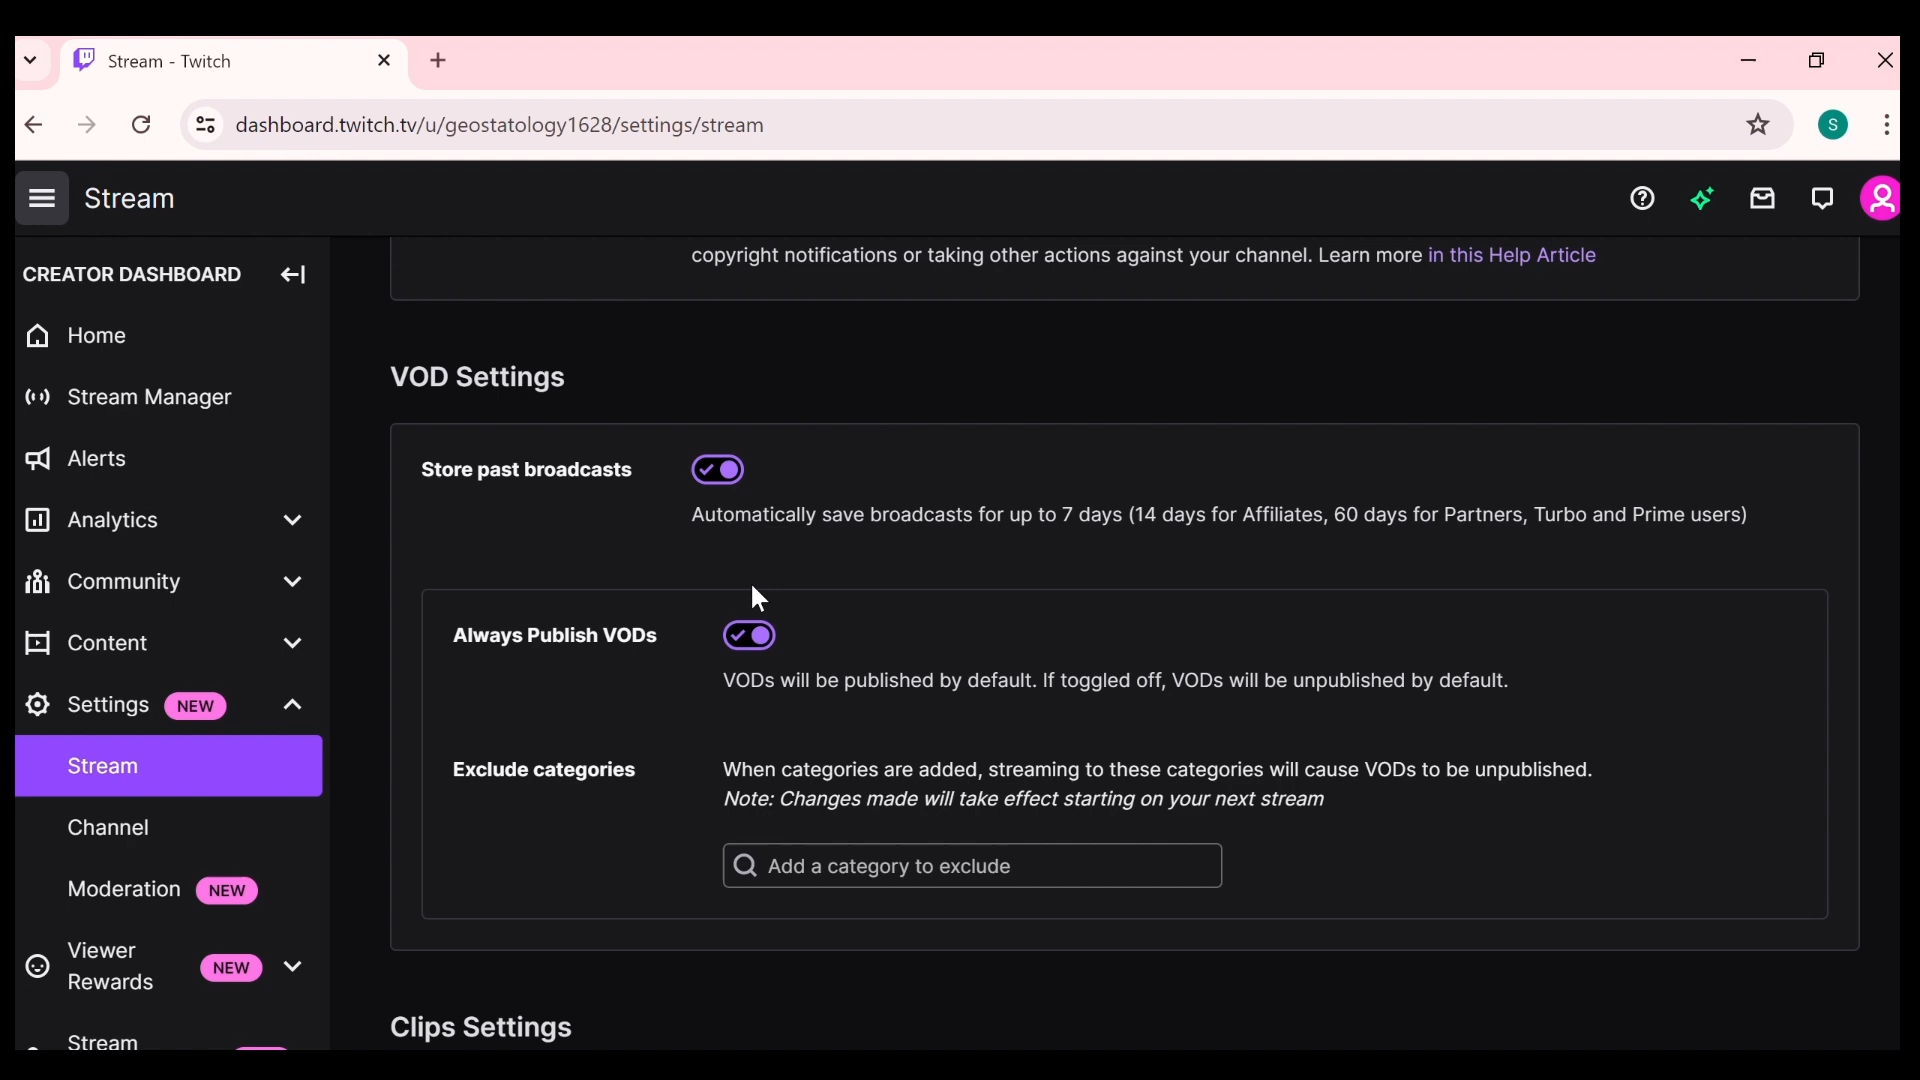 Stream - Twitch
dashboard.twitch.tv/u/geostatology1628/settings/stream
S
Stream
CREATOR DASHBOARD
Home
Stream Manager
Alerts
Analytics
Community
Content
Settings NEW
Stream
Channel
Moderation NEW
Viewer
Rewards NEW
Stream
copyright notifications or taking other actions against your channel. Learn more in this Help Article
VOD Settings
Store past broadcasts
Automatically save broadcasts for up to 7 days (14 days for Affiliates, 60 days for Partners, Turbo and Prime users)
Always Publish VODs
VODs will be published by default. If toggled off, VODs will be unpublished by default.
Exclude categories
When categories are added, streaming to these categories will cause VODs to be unpublished.
Note: Changes made will take effect starting on your next stream
Add a category to exclude
Clips Settings